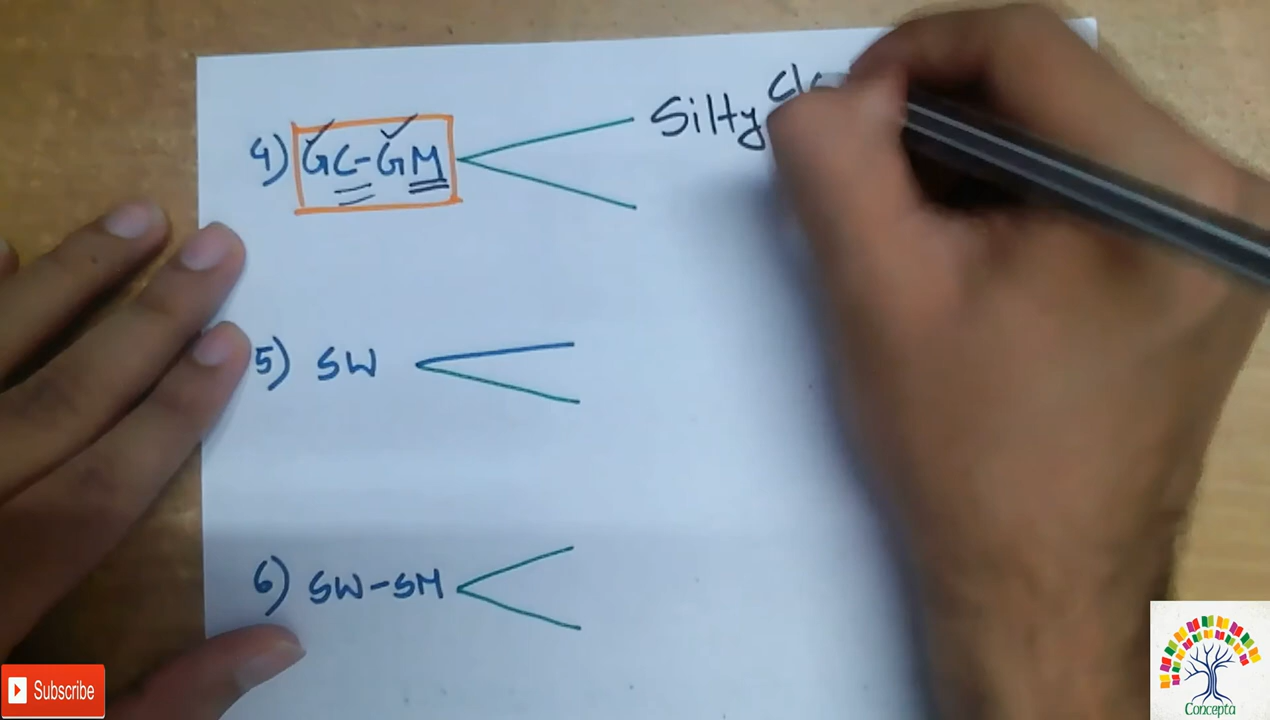 4) GC-GM Silty
5) SW
6) SW-SM
Subscribe
Concepta